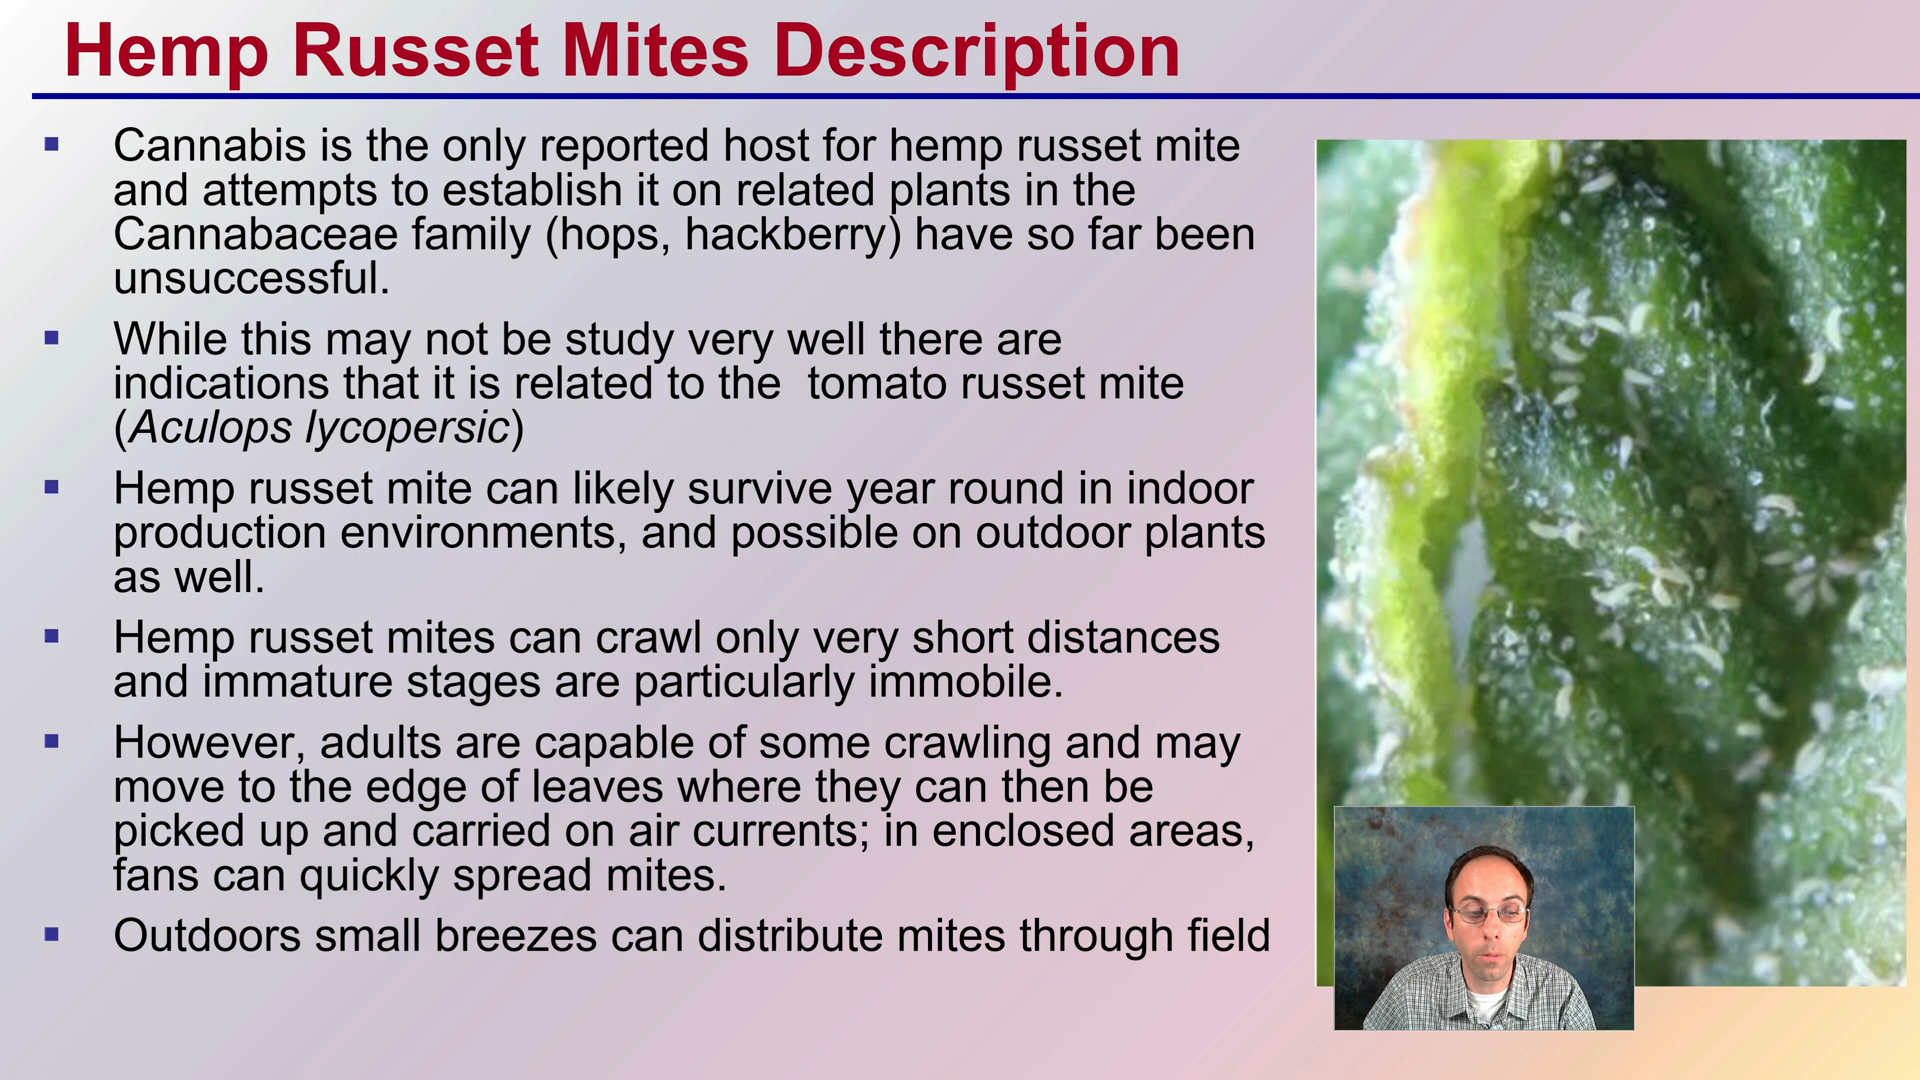 Hemp Russet Mites Description
Cannabis is the only reported host for hemp russet mite
and attempts to establish it on related plants in the
Cannabaceae family (hops, hackberry) have so far been
unsuccessful.
While this may not be study very well there are
indications that it is related to the  tomato russet mite
(Aculops lycopersic)
Hemp russet mite can likely survive year round in indoor
production environments, and possible on outdoor plants
as well.
Hemp russet mites can crawl only very short distances
and immature stages are particularly immobile.
However, adults are capable of some crawling and may
move to the edge of leaves where they can then be
picked up and carried on air currents; in enclosed areas,
fans can quickly spread mites.
Outdoors small breezes can distribute mites through field